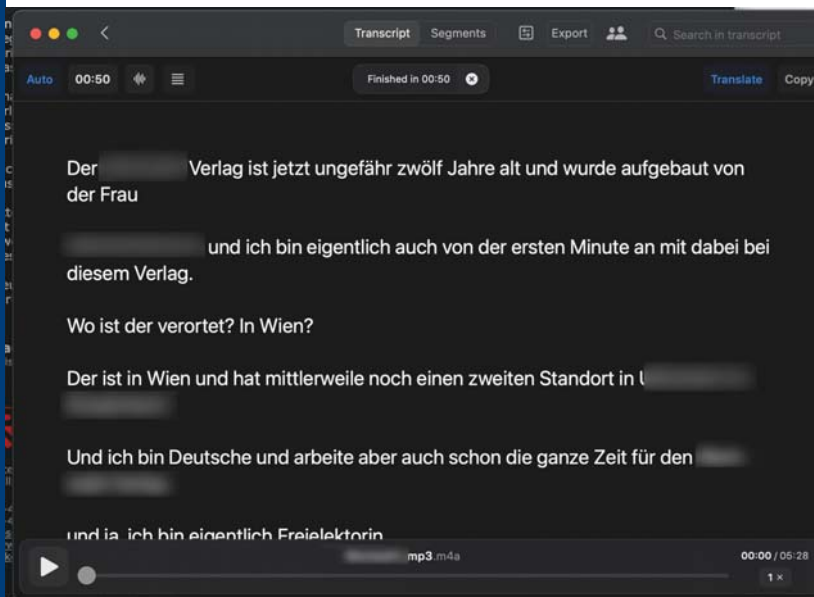 Transcript Segments Export Search in transcript
Auto 00:50 Finished in 00:50 Translate Copy
Der Verlag ist jetzt ungefähr zwölf Jahre alt und wurde aufgebaut von
der Frau
und ich bin eigentlich auch von der ersten Minute an mit dabei bei
diesem Verlag.
Wo ist der verortet? In Wien?
Der ist in Wien und hat mittlerweile noch einen zweiten Standort in
Und ich bin Deutsche und arbeite aber auch schon die ganze Zeit für den
und ja, ich bin eigentlich Freielektorin
mp3.m4a 00:00 / 05:28
1×